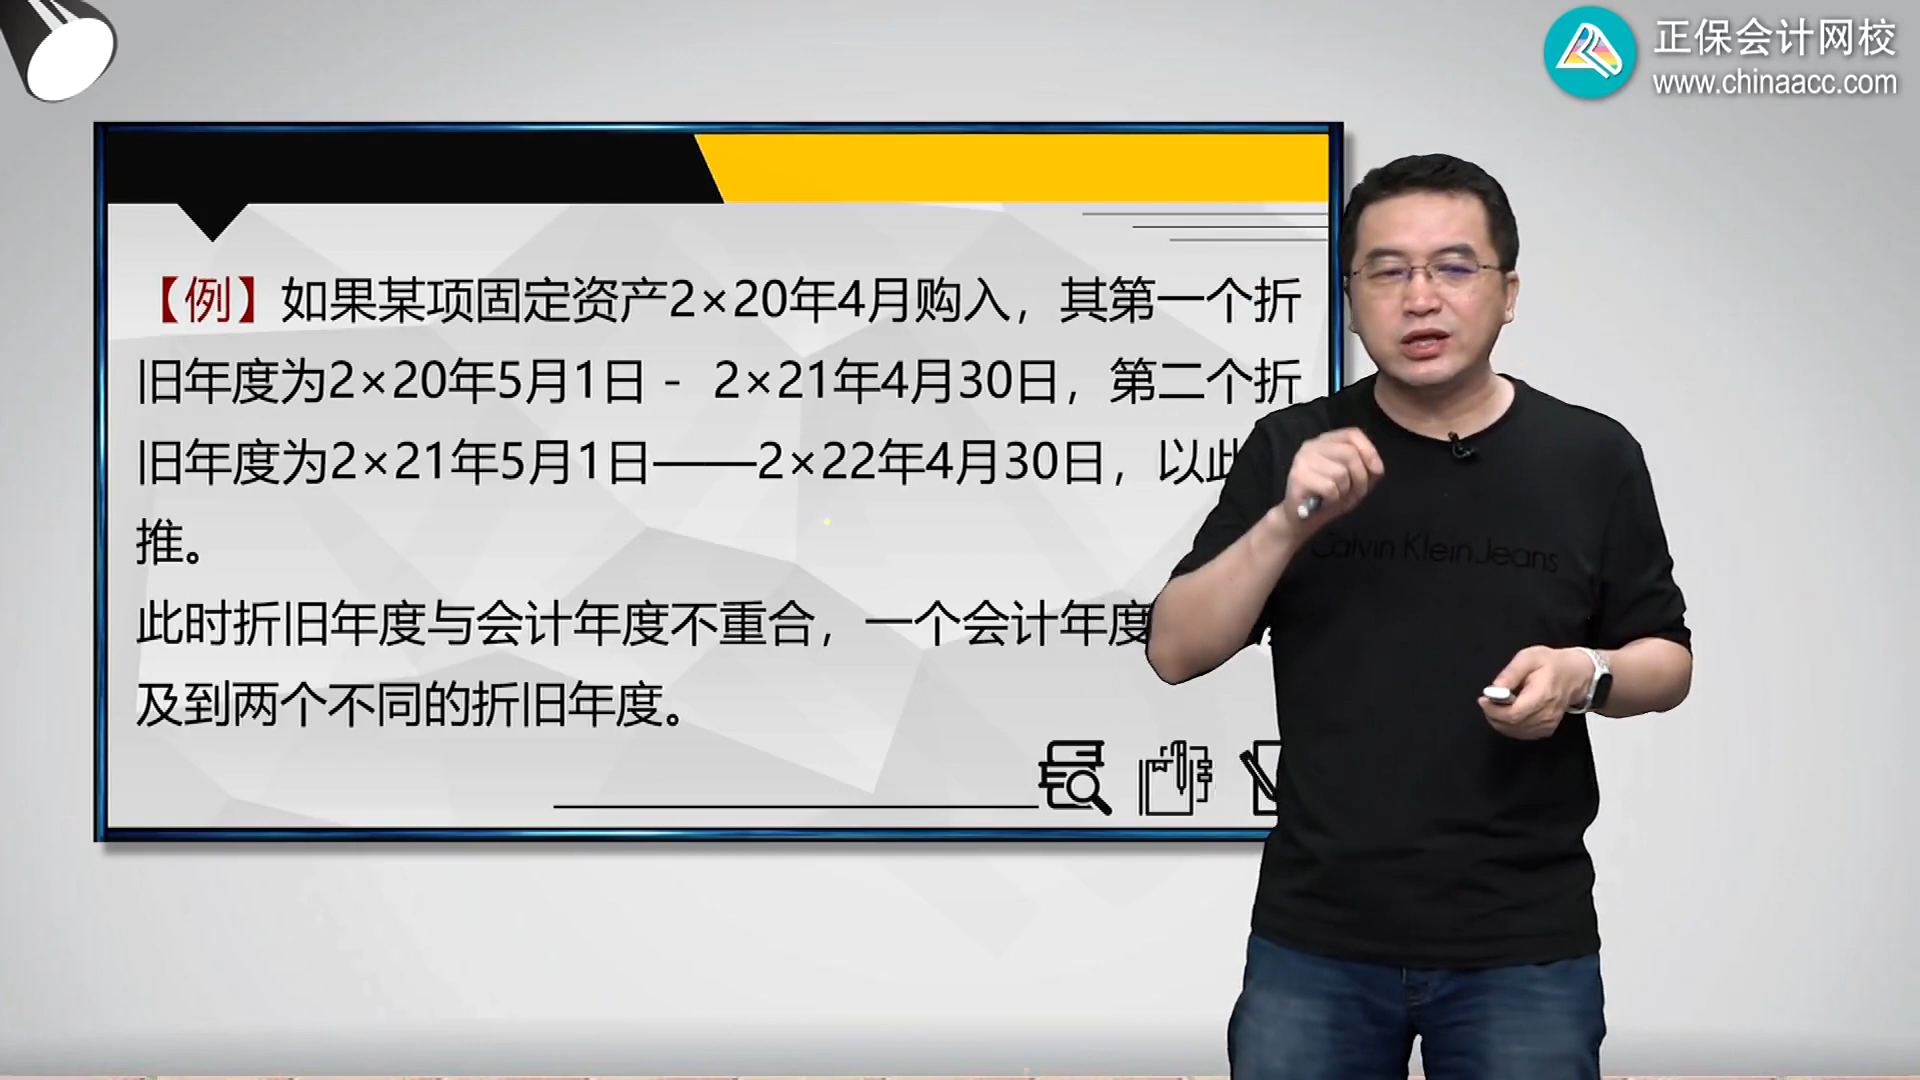 正保会计网校
www.chinaacc.com
【例】如果某项固定资产2×20年4月购入，其第一个折
旧年度为2×20年5月1日 - 2×21年4月30日，第二个折
旧年度为2×21年5月1日——2×22年4月30日，以此
推。
此时折旧年度与会计年度不重合，一个会计年度
及到两个不同的折旧年度。
Calvin Klein Jeans